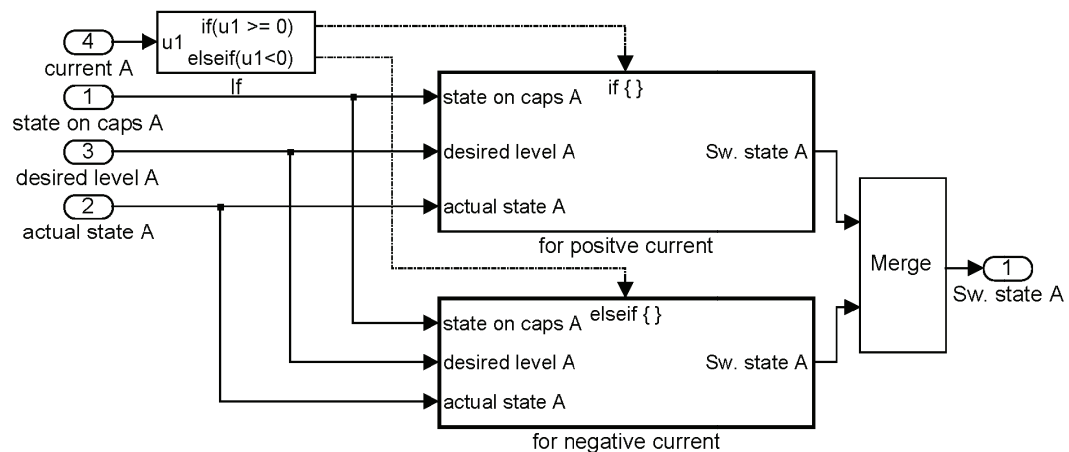 4
current A
u1
if(u1 >= 0)
elseif(u1<0)
If
1
state on caps A
3
desired level A
2
actual state A
if { }
state on caps A
desired level A
actual state A
Sw. state A
for positve current
elseif { }
state on caps A
desired level A
actual state A
Sw. state A
for negative current
Merge
1
Sw. state A